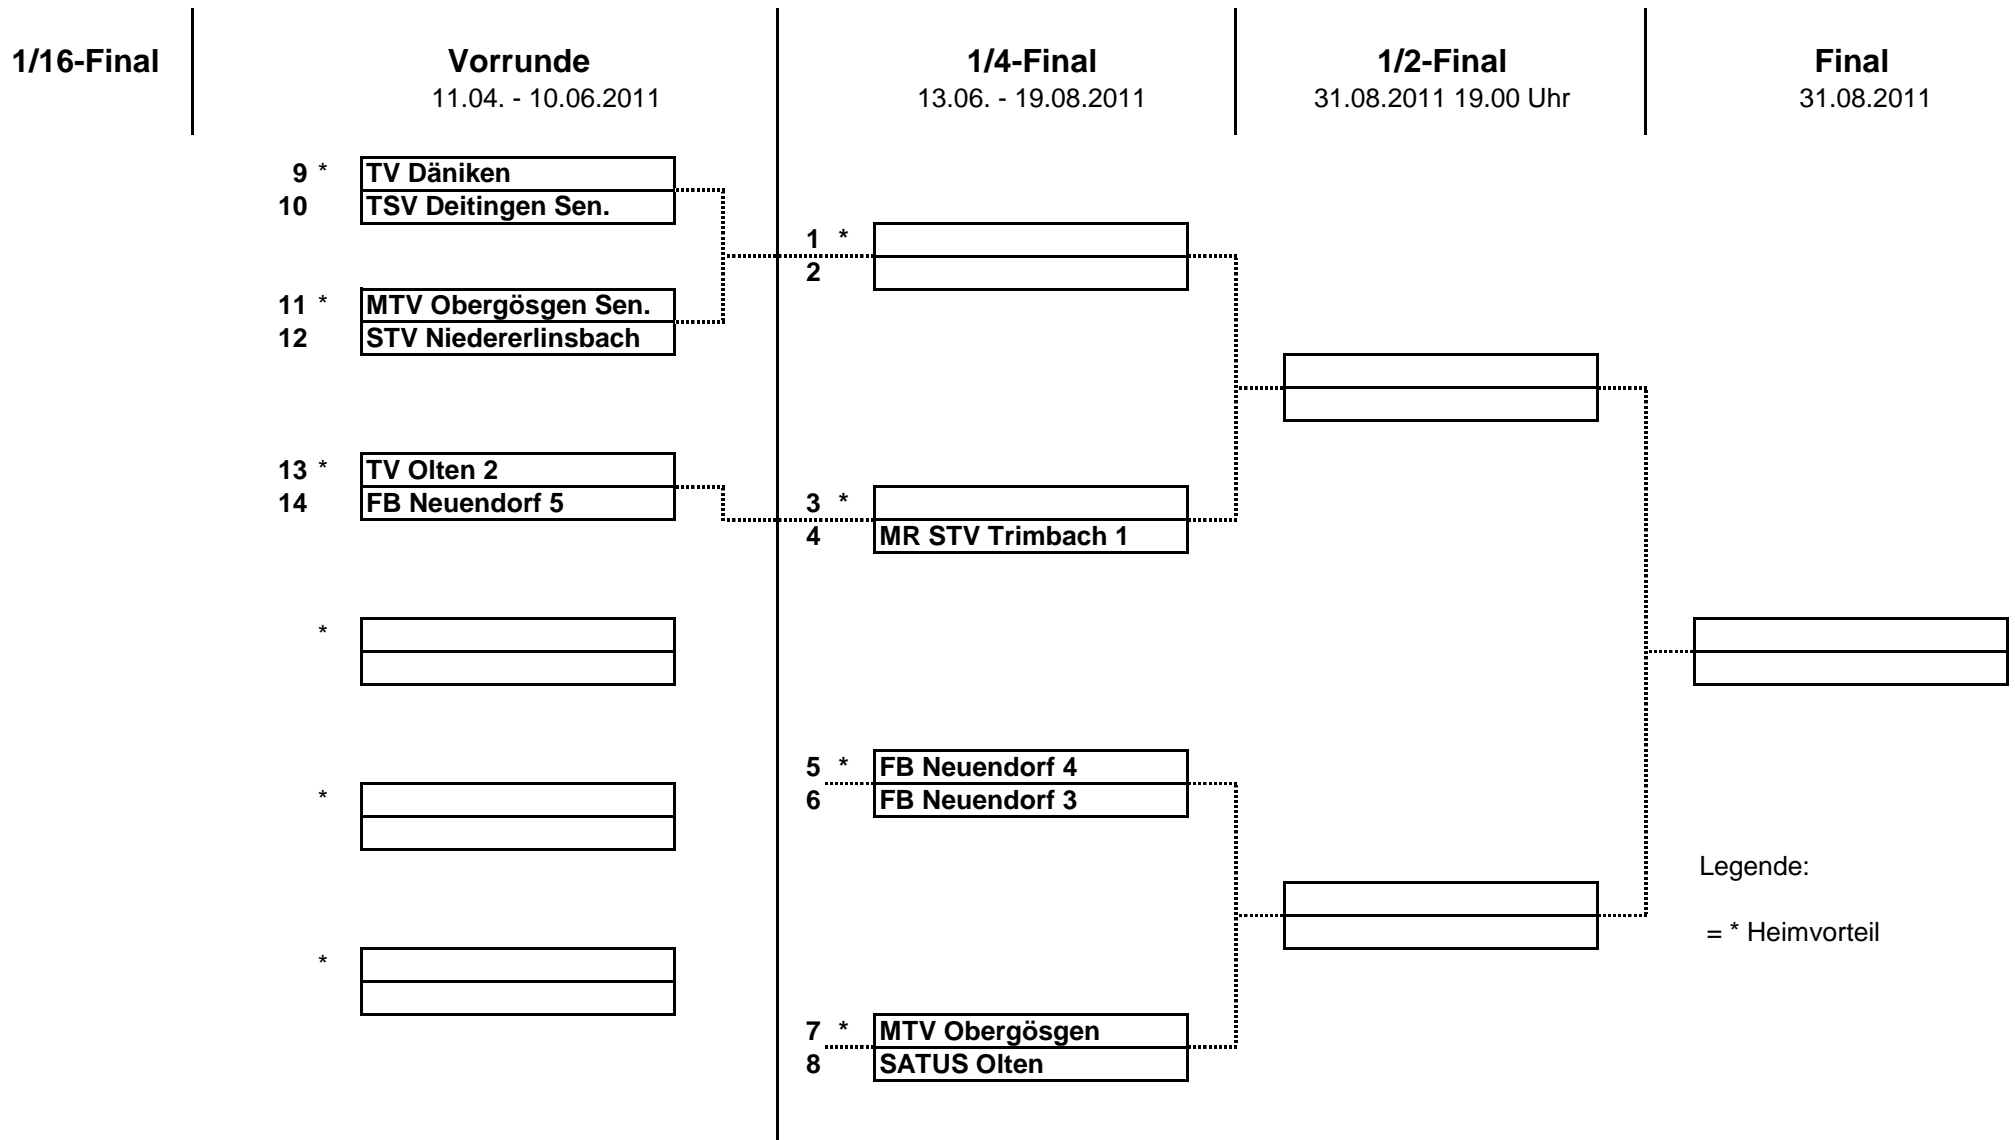 1/16-Final
Vorrunde
11.04. - 10.06.2011
1/4-Final
13.06. - 19.08.2011
1/2-Final
31.08.2011 19.00 Uhr
Final
31.08.2011
9 * TV Däniken
10 TSV Deitingen Sen.
11 * MTV Obergösgen Sen.
12 STV Niedererlinsbach
13 * TV Olten 2
14 FB Neuendorf 5
*
*
*
1 *
2
3 *
4 MR STV Trimbach 1
5 * FB Neuendorf 4
6 FB Neuendorf 3
7 * MTV Obergösgen
8 SATUS Olten
Legende:
= * Heimvorteil